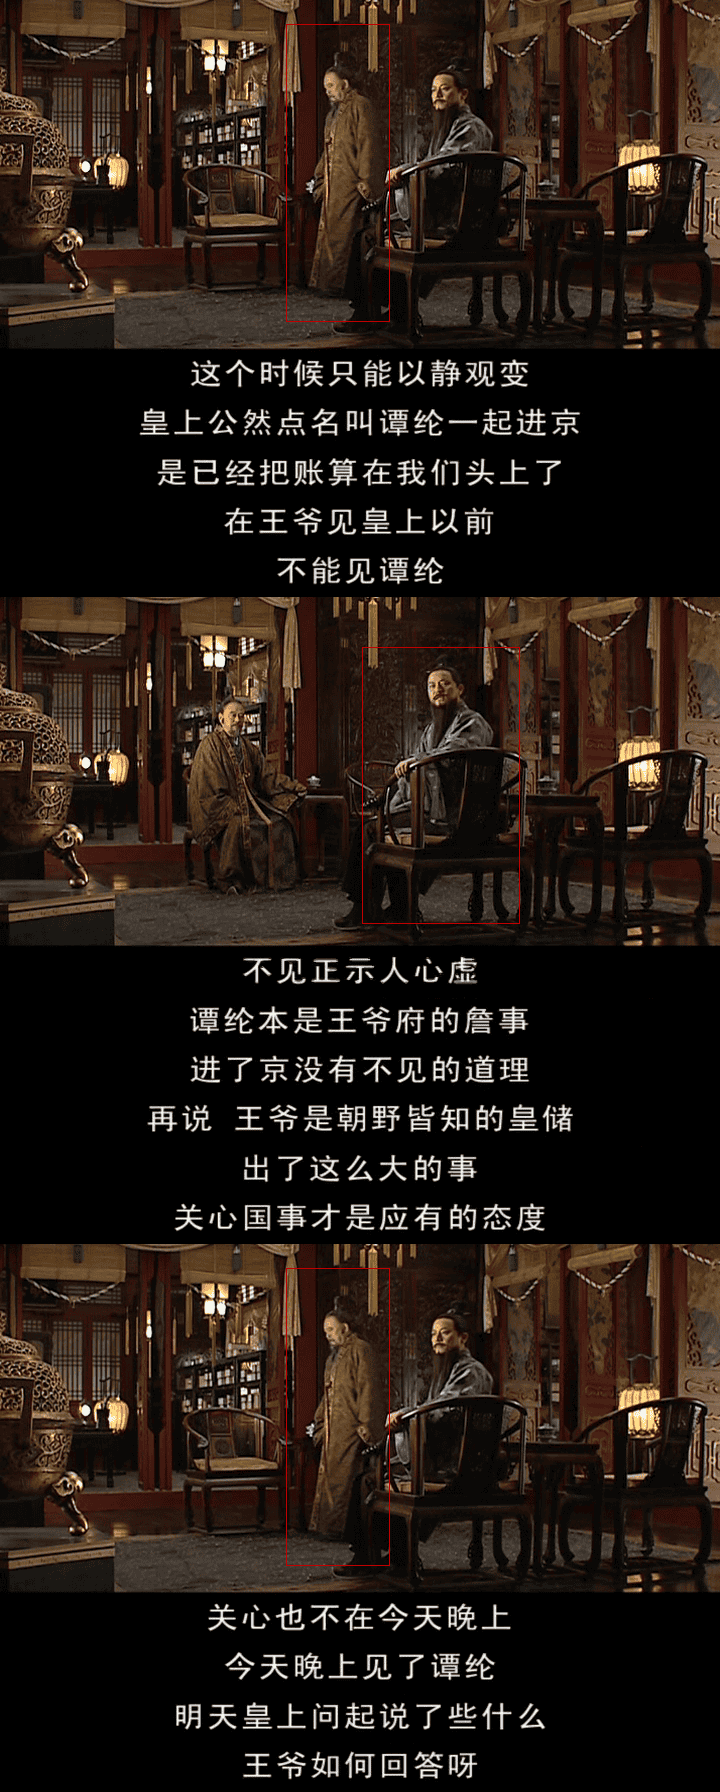 这个时候只能以静观变
皇上公然点名叫谭纶一起进京
是已经把账算在我们头上了
在王爷见皇上以前
不能见谭纶
不见正示人心虚
谭纶本是王爷府的詹事
进了京没有不见的道理
再说 王爷是朝野皆知的皇储
出了这么大的事
关心国事才是应有的态度
关心也不在今天晚上
今天晚上见了谭纶
明天皇上问起说了些什么
王爷如何回答呀